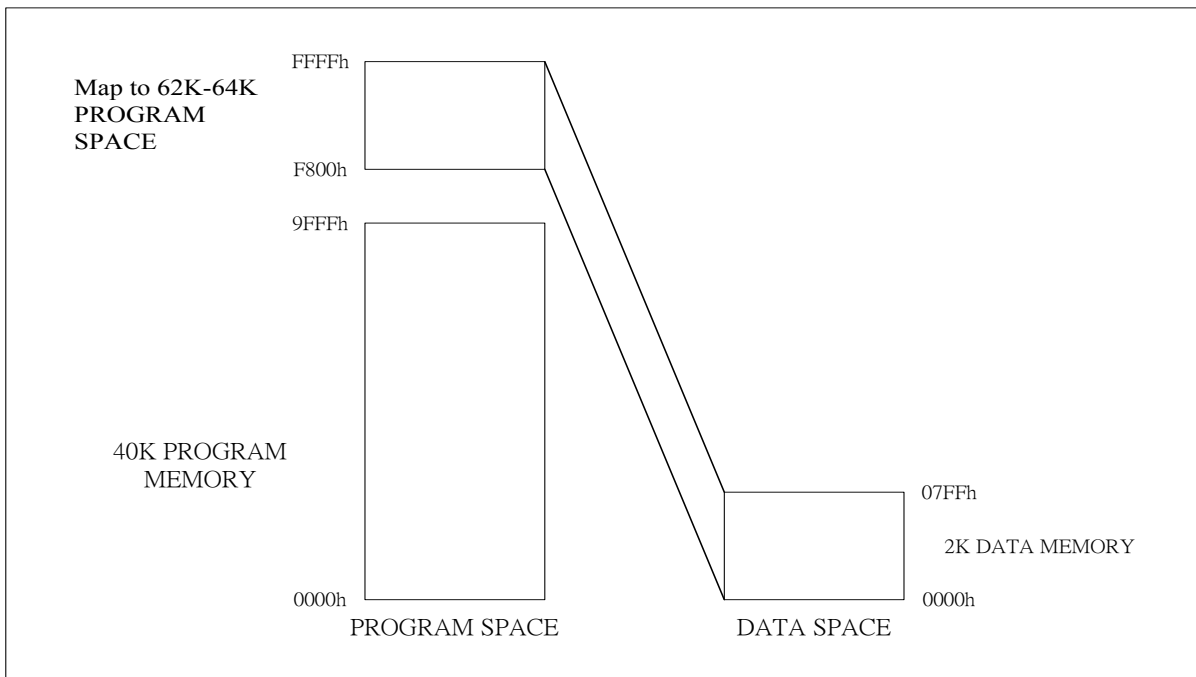 FFFFh
Map to 62K-64K
PROGRAM
SPACE
F800h
9FFFh
40K PROGRAM
MEMORY
07FFh
2K DATA MEMORY
0000h
0000h
PROGRAM SPACE
DATA SPACE